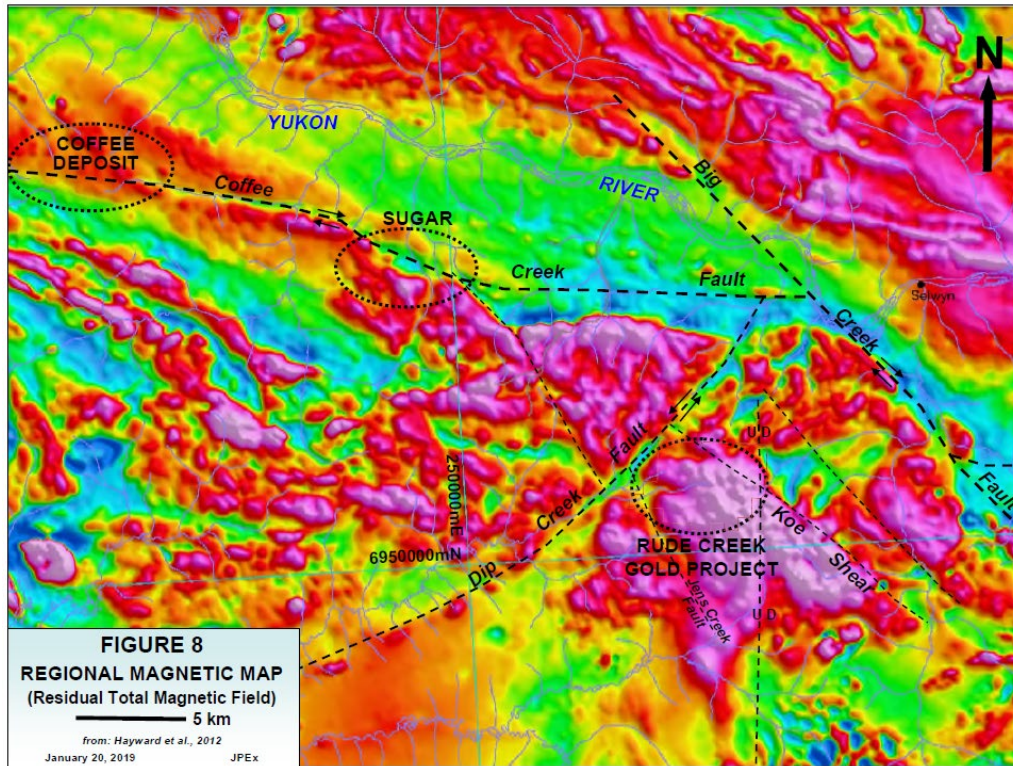 N
YUKON
COFFEE
DEPOSIT
Coffee
Big
RIVER
SUGAR
Creek
Fault
Selwyn
Creek
U D
Fault
250000mE
Creek
Fault
Koe
RUDE CREEK
GOLD PROJECT
6950000mN
Dip
Shear
Jens Creek
Fault
U D
FIGURE 8
REGIONAL MAGNETIC MAP
(Residual Total Magnetic Field)
5 km
from: Hayward et al., 2012
January 20, 2019 JPEx